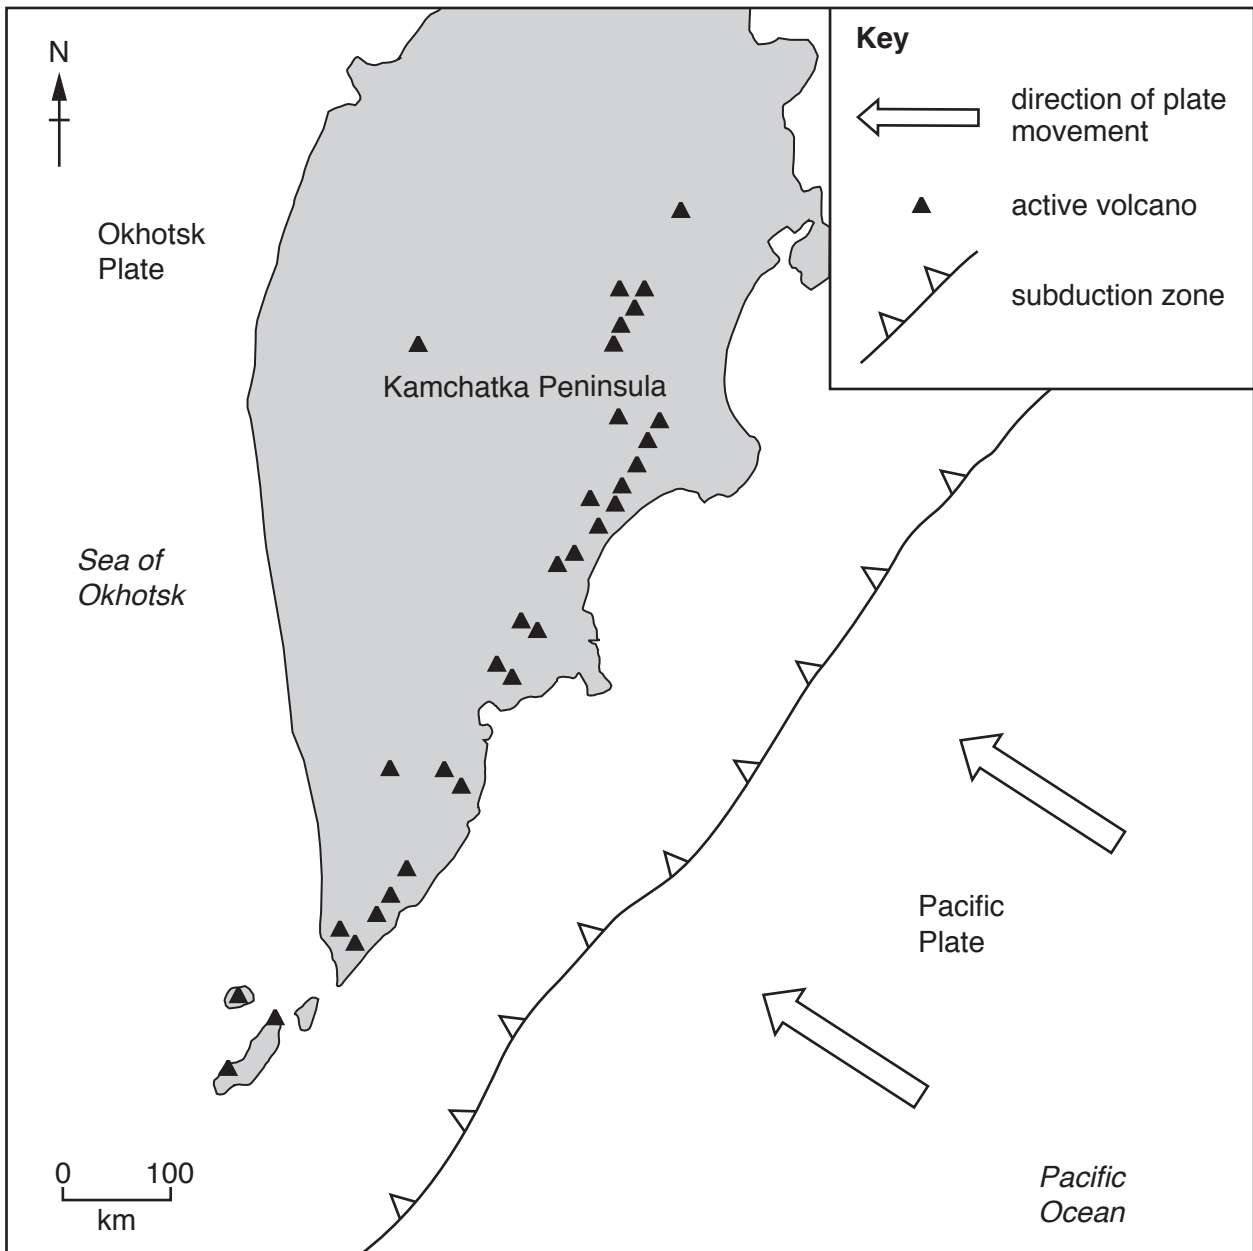 N
Key
direction of plate
movement
active volcano
subduction zone
Okhotsk
Plate
Kamchatka Peninsula
Sea of
Okhotsk
Pacific
Plate
0 100
km
Pacific
Ocean